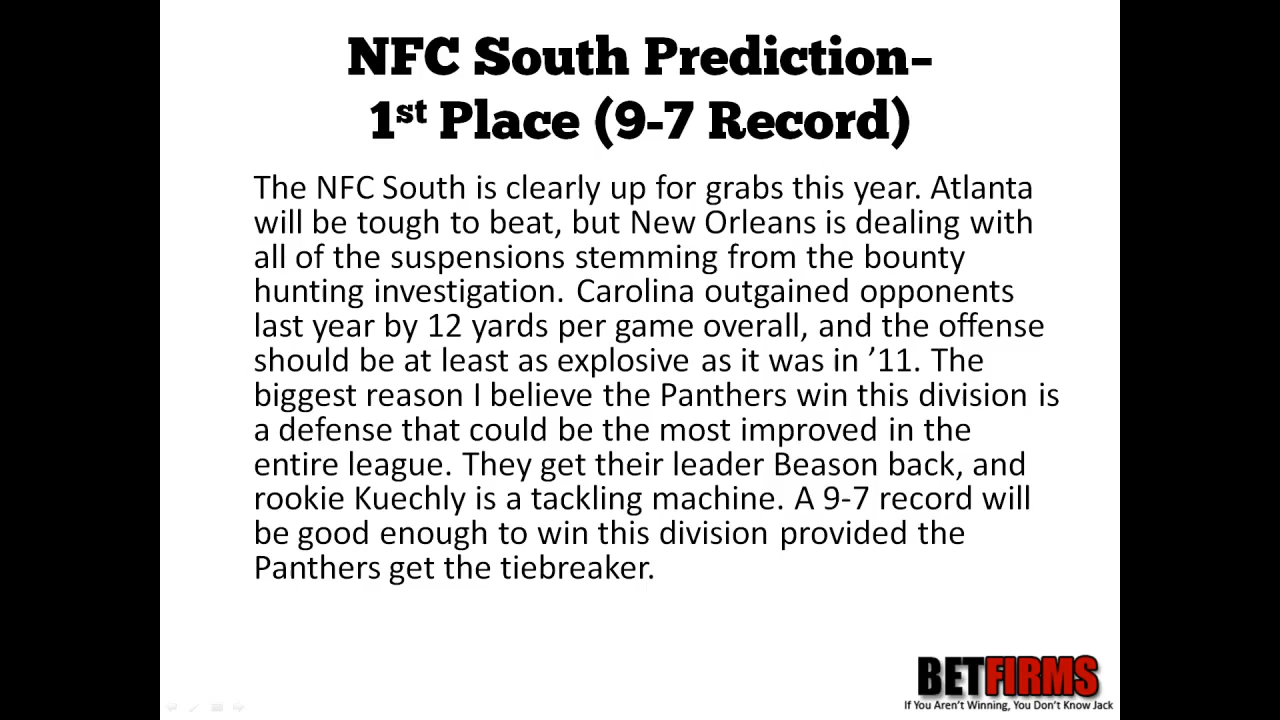 NFC South Prediction–
1st Place (9-7 Record)
The NFC South is clearly up for grabs this year. Atlanta
will be tough to beat, but New Orleans is dealing with
all of the suspensions stemming from the bounty
hunting investigation. Carolina outgained opponents
last year by 12 yards per game overall, and the offense
should be at least as explosive as it was in ’11. The
biggest reason I believe the Panthers win this division is
a defense that could be the most improved in the
entire league. They get their leader Beason back, and
rookie Kuechly is a tackling machine. A 9-7 record will
be good enough to win this division provided the
Panthers get the tiebreaker.
BETFIRMS
If You Aren't Winning, You Don't Know Jack